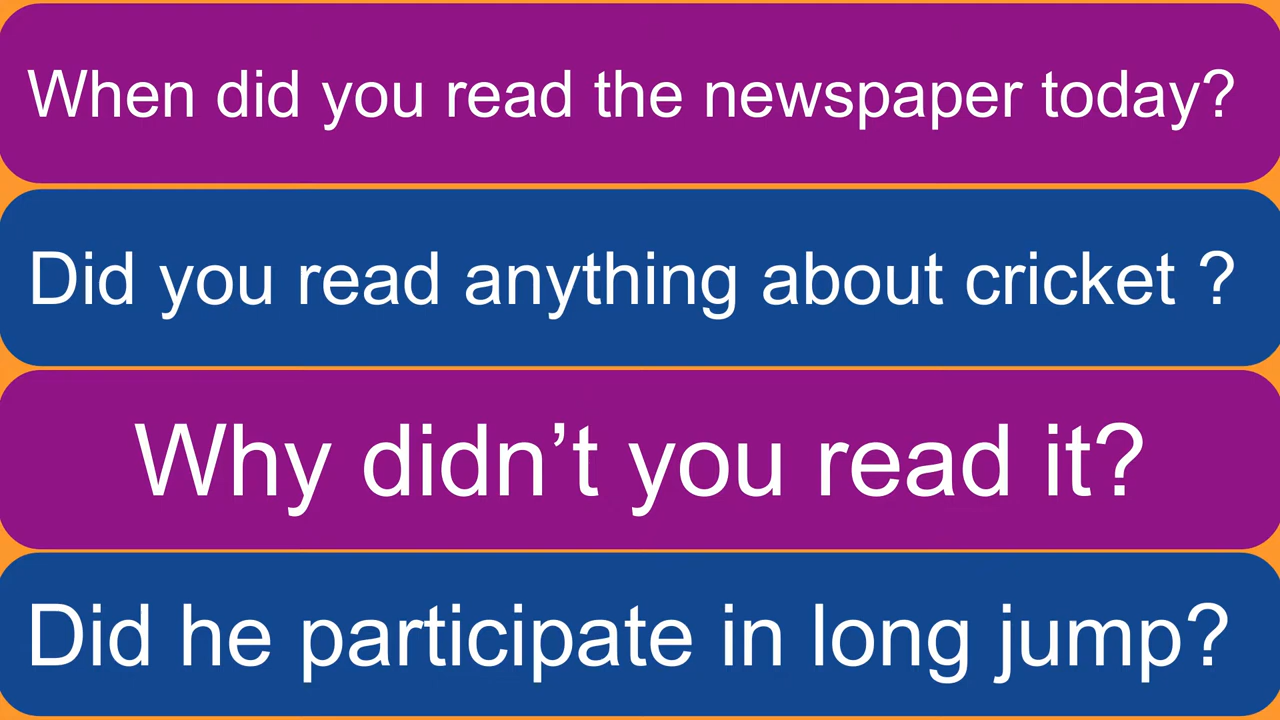 When did you read the newspaper today?
Did you read anything about cricket ?
Why didn’t you read it?
Did he participate in long jump?